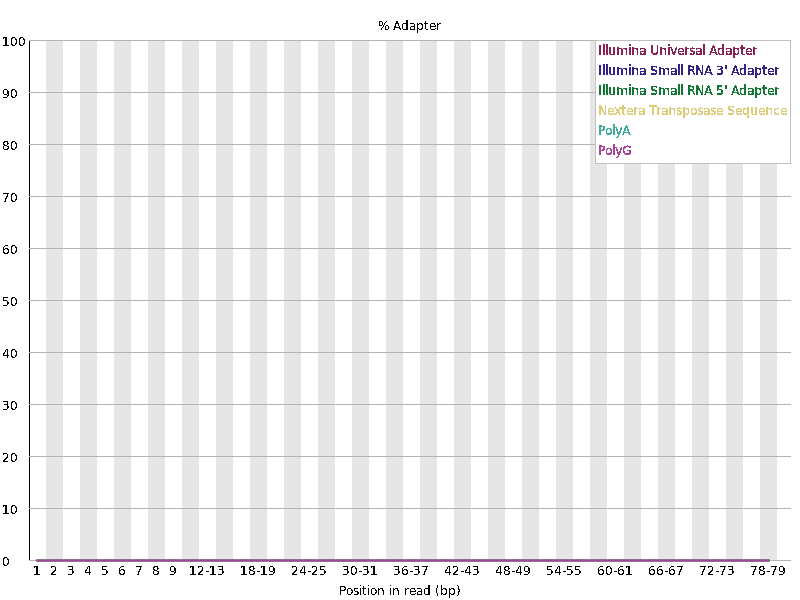 % Adapter
100
90
80
70
60
50
40
30
20
10
0
Illumina Universal Adapter
Illumina Small RNA 3' Adapter
Illumina Small RNA 5' Adapter
Nextera Transposase Sequence
PolyA
PolyG
1 2 3 4 5 6 7 8 9 12-13 18-19 24-25 30-31 36-37 42-43 48-49 54-55 60-61 66-67 72-73 78-79
Position in read (bp)